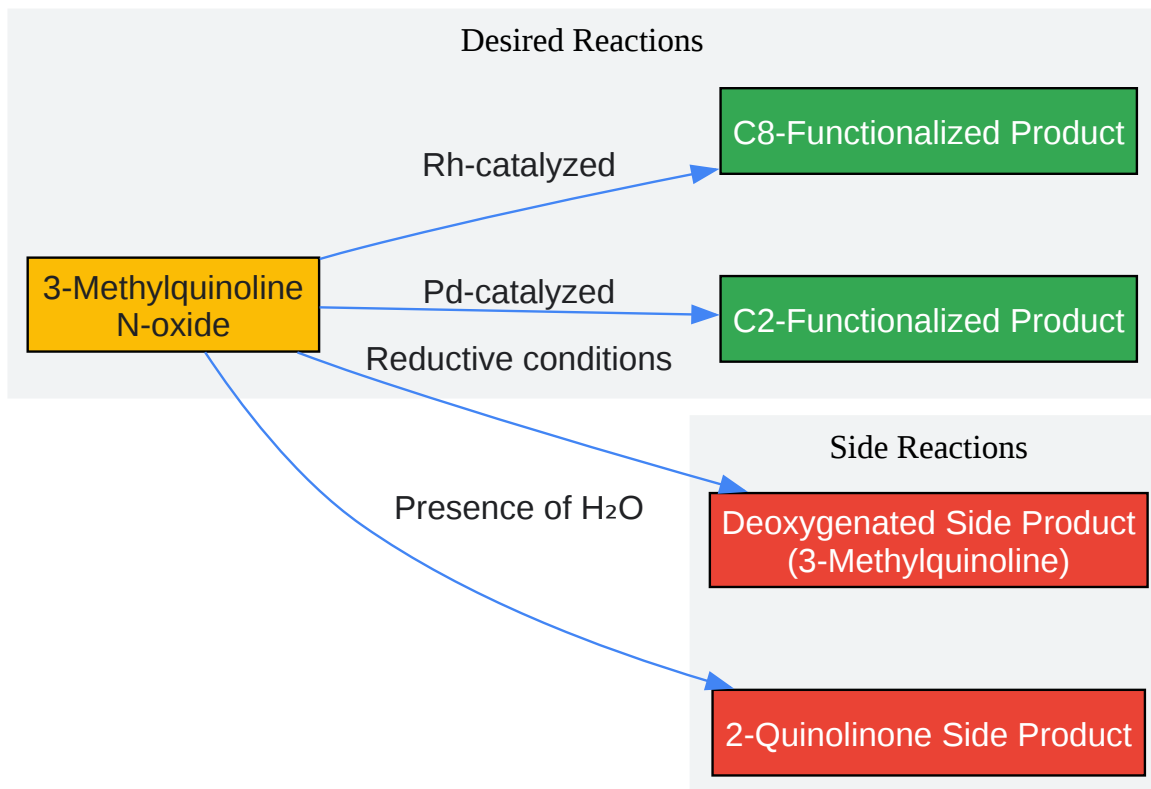 Desired Reactions
C8-Functionalized Product
Rh-catalyzed
3-Methylquinoline
N-oxide
Pd-catalyzed
C2-Functionalized Product
Reductive conditions
Side Reactions
Presence of H₂O
Deoxygenated Side Product
(3-Methylquinoline)
2-Quinolinone Side Product